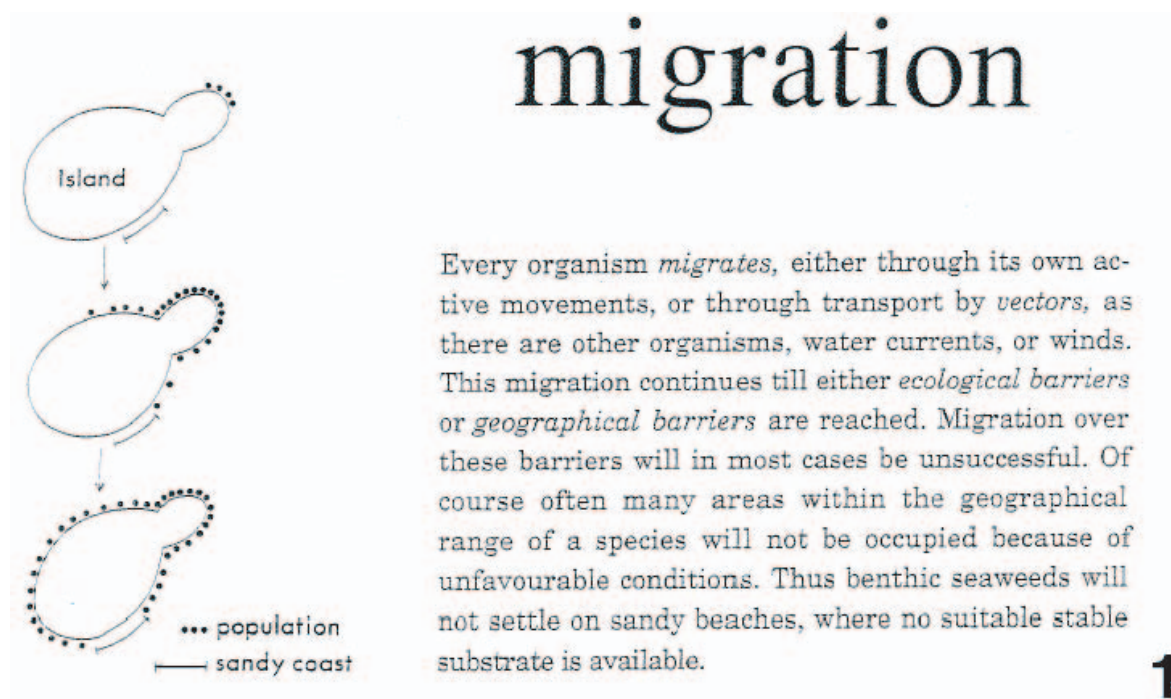 migration
Island
Every organism migrates, either through its own ac-
tive movements, or through transport by vectors, as
there are other organisms, water currents, or winds.
This migration continues till either ecological barriers
or geographical barriers are reached. Migration over
these barriers will in most cases be unsuccessful. Of
course often many areas within the geographical
range of a species will not be occupied because of
unfavourable conditions. Thus benthic seaweeds will
not settle on sandy beaches, where no suitable stable
substrate is available.
population
sandy coast
1